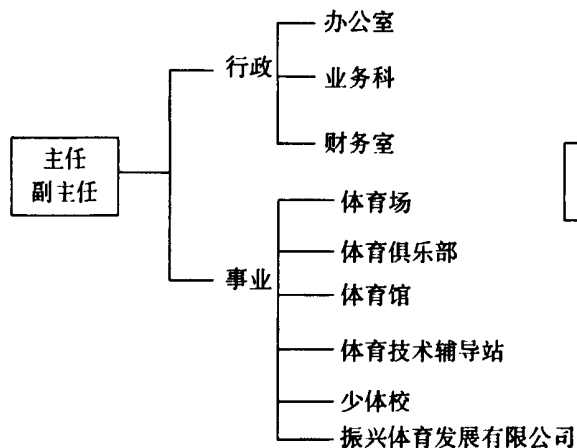 办公室
行政
业务科
财务室
主任
副主任
体育场
体育俱乐部
事业
体育馆
体育技术辅导站
少体校
振兴体育发展有限公司